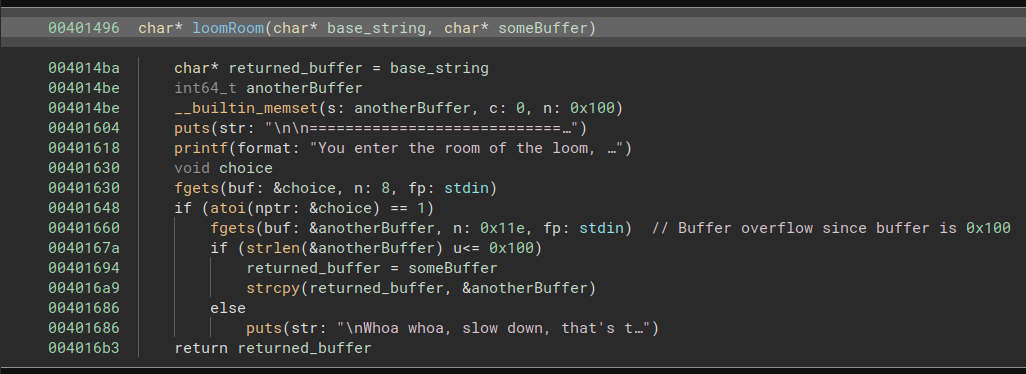 00401496 char* loomRoom(char* base_string, char* someBuffer)
004014ba char* returned_buffer = base_string
004014be int64_t anotherBuffer
004014be __builtin_memset(s: anotherBuffer, c: 0, n: 0x100)
00401604 puts(str: "\n\n============================…")
00401618 printf(format: "You enter the room of the loom, …")
00401630 void choice
00401630 fgets(buf: &choice, n: 8, fp: stdin)
00401648 if (atoi(nptr: &choice) == 1)
00401660 fgets(buf: &anotherBuffer, n: 0x11e, fp: stdin) // Buffer overflow since buffer is 0x100
0040167a if (strlen(&anotherBuffer) u<= 0x100)
00401694 returned_buffer = someBuffer
004016a9 strcpy(returned_buffer, &anotherBuffer)
00401686 else
00401686 puts(str: "\nWhoa whoa, slow down, that's t…")
004016b3 return returned_buffer